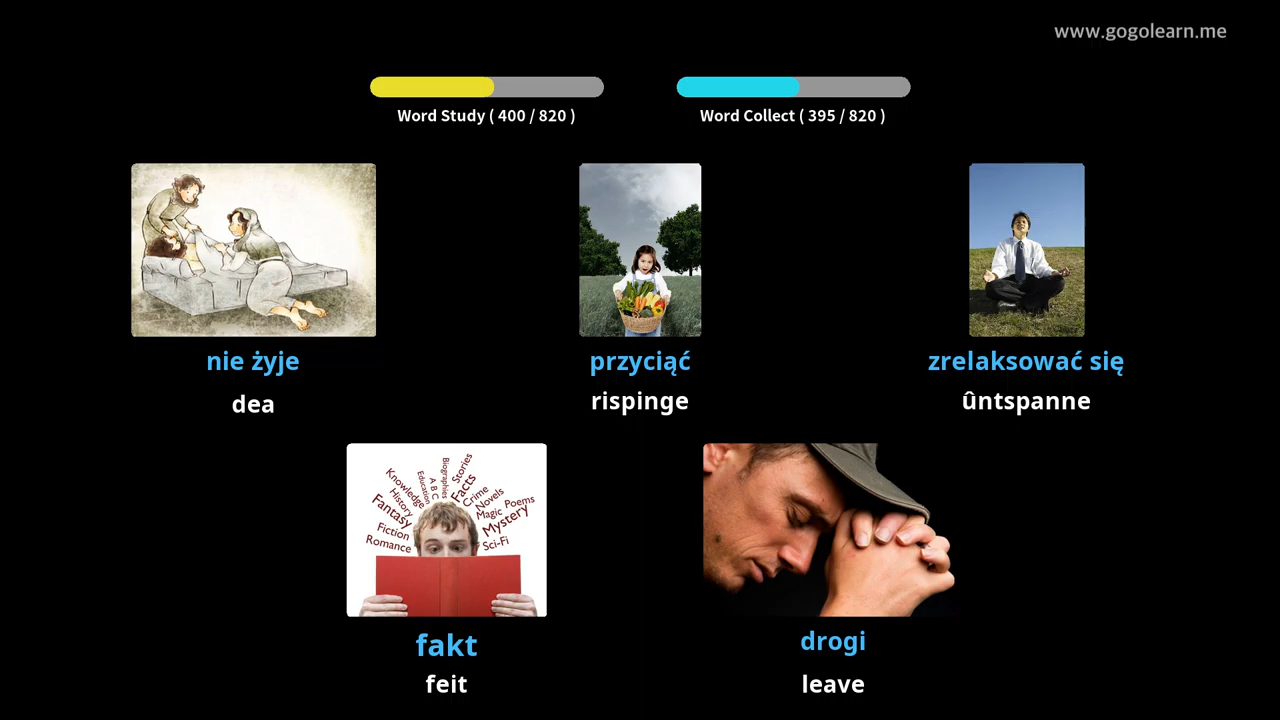 www.gogolearn.me
Word Study ( 400 / 820 )
Word Collect ( 395 / 820 )
nie żyje
dea
przyciąć
rispinge
zrelaksować się
ûntspanne
Biographies
Stories
Education
A B C
Facts
Knowledge
History
Crime
Novels
Fantasy
Magic
Poems
Fiction
Mystery
Romance
Sci-Fi
fakt
feit
drogi
leave